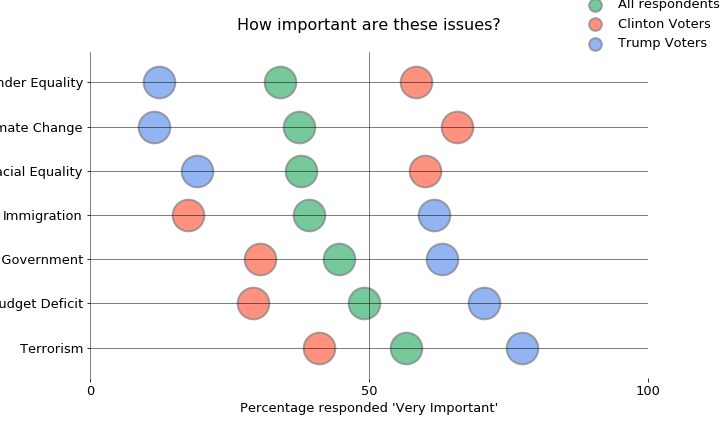 How important are these issues?
All respondents
Clinton Voters
Trump Voters
nder Equality
mate Change
acial Equality
Immigration
Government
udget Deficit
Terrorism
0 50 100
Percentage responded 'Very Important'